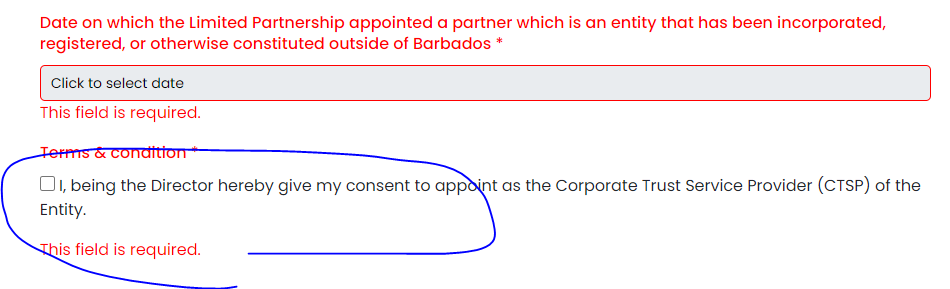 Date on which the Limited Partnership appointed a partner which is an entity that has been incorporated,
registered, or otherwise constituted outside of Barbados *
Click to select date
This field is required.
Terms & condition *
I, being the Director hereby give my consent to appoint as the Corporate Trust Service Provider (CTSP) of the
Entity.
This field is required.